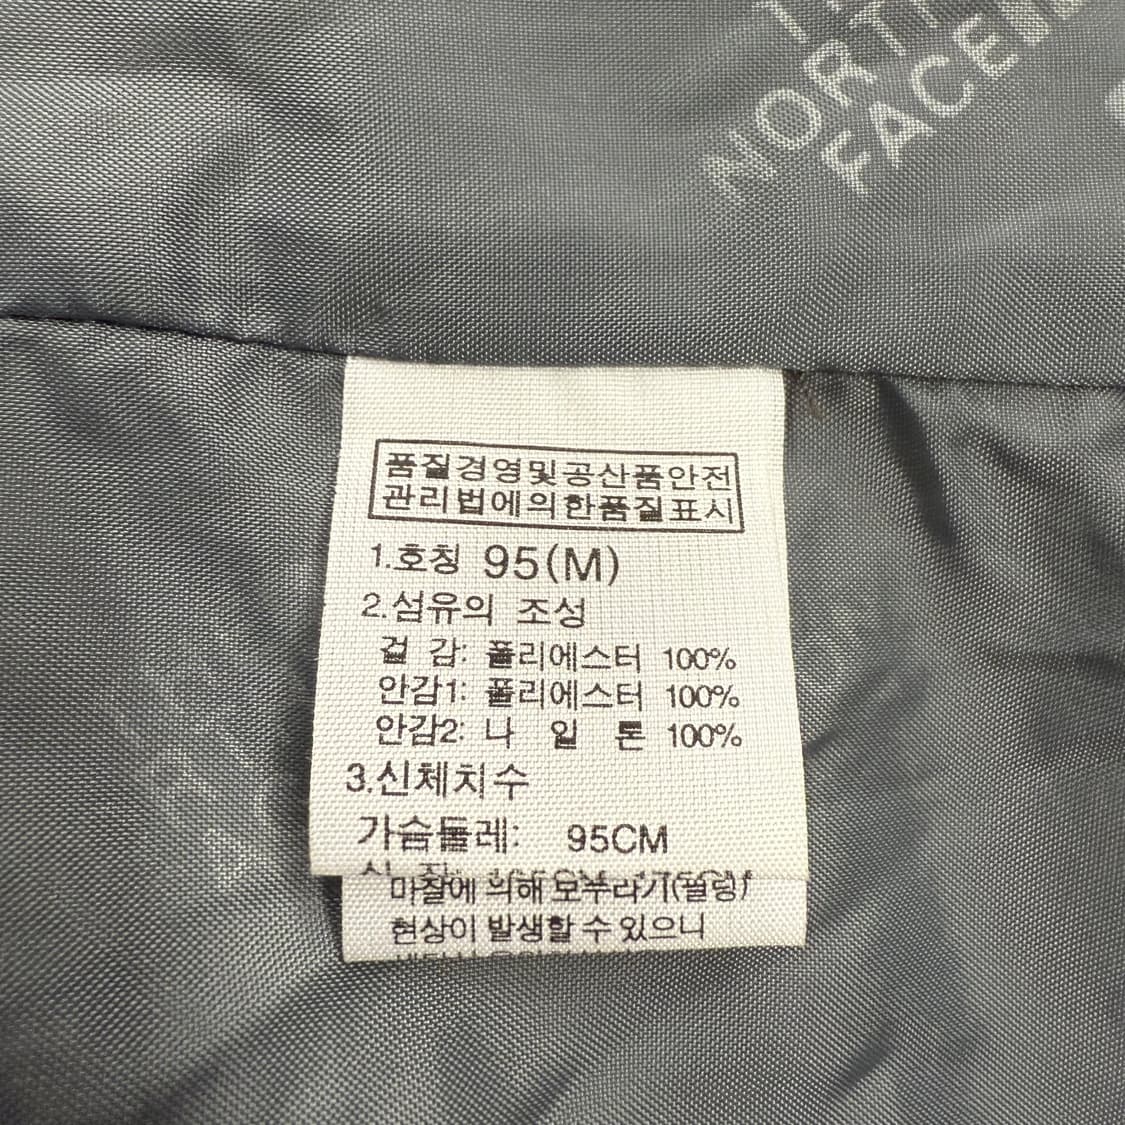 NORTH
FACE
품질경영및공산품안전
관리법에의한품질표시
1.호칭 95(M)
2.섬유의 조성
겉 감: 폴리에스터 100%
안감1: 폴리에스터 100%
안감2: 나 일 론 100%
3.신체치수
가슴둘레: 95CM
마찰에 의해 보푸라기(필링)
현상이 발생할 수 있으니